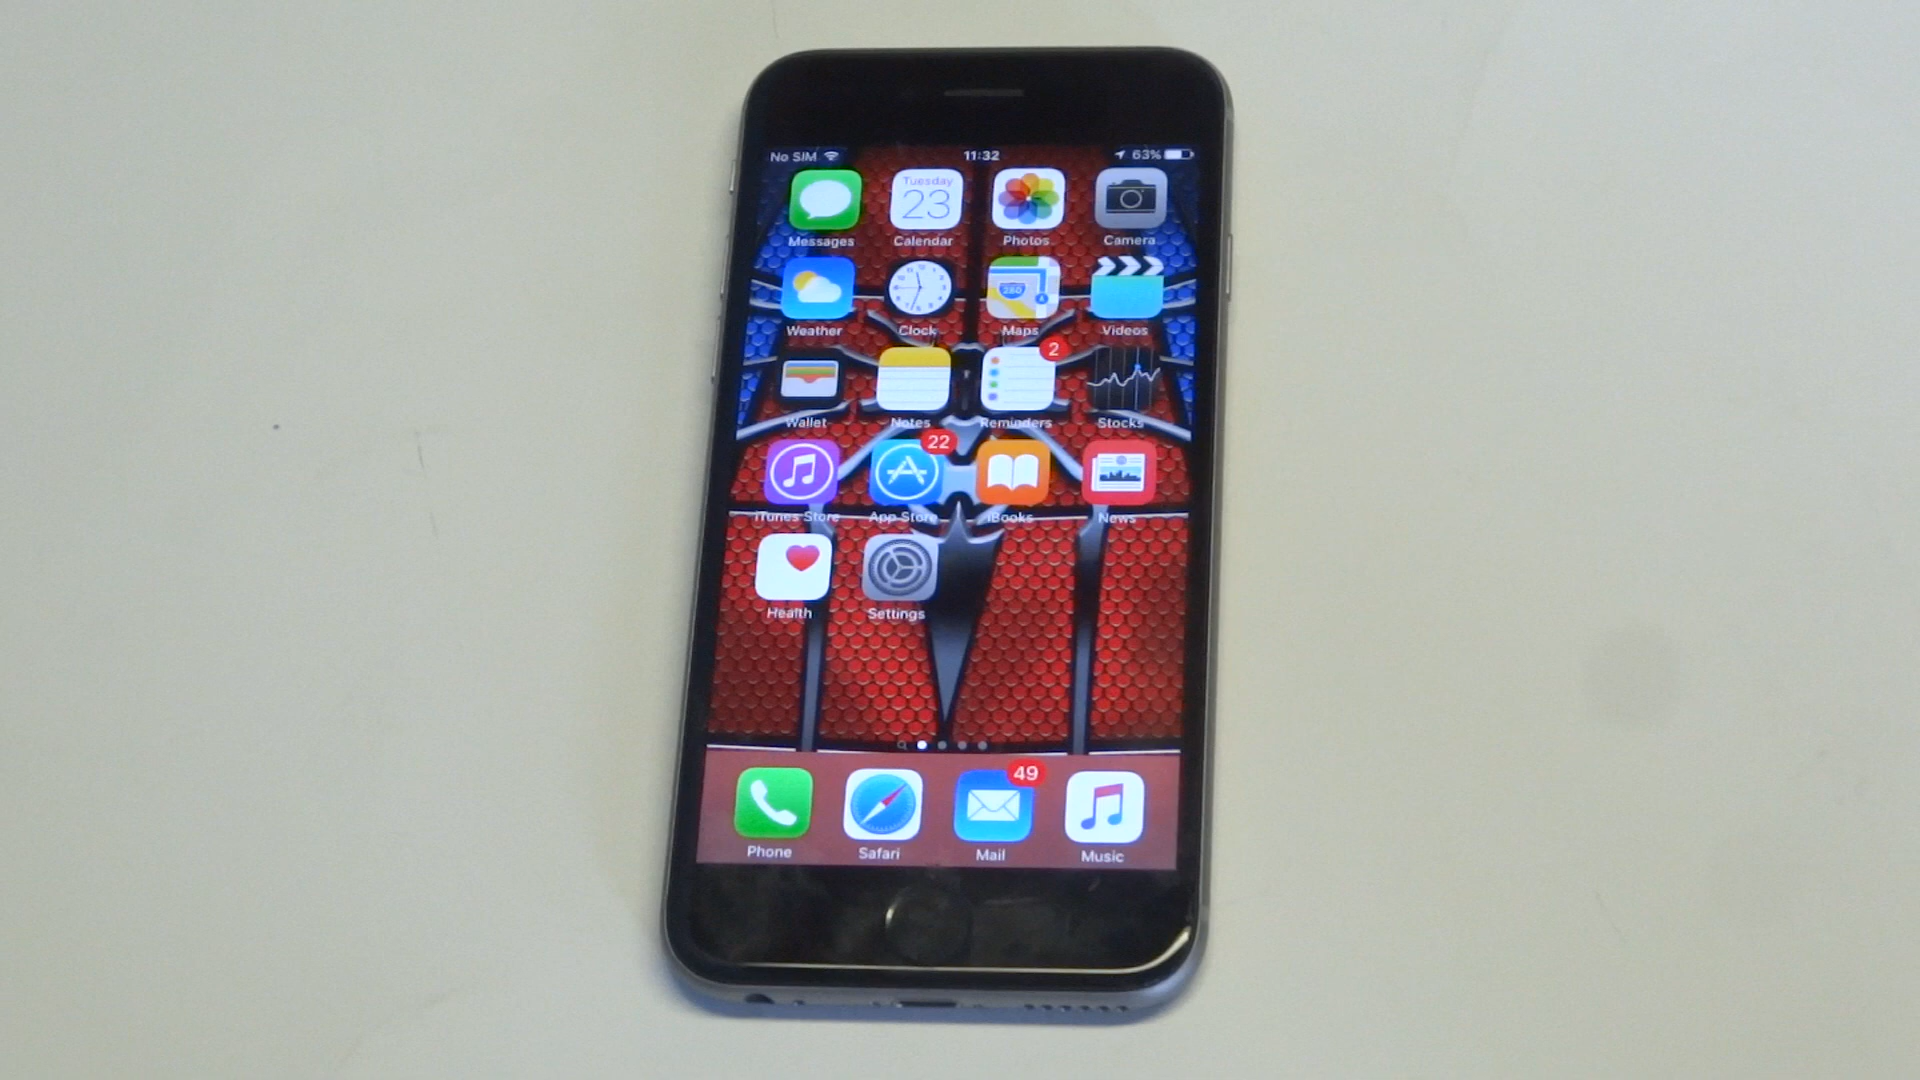 No SIM 11:32 63%
Tuesday
23
Messages Calendar Photos Camera
280
Weather Clock Maps Videos
2
Wallet Notes Reminders Stocks
22
iTunes Store App Store iBooks News
Health Settings
49
Phone Safari Mail Music